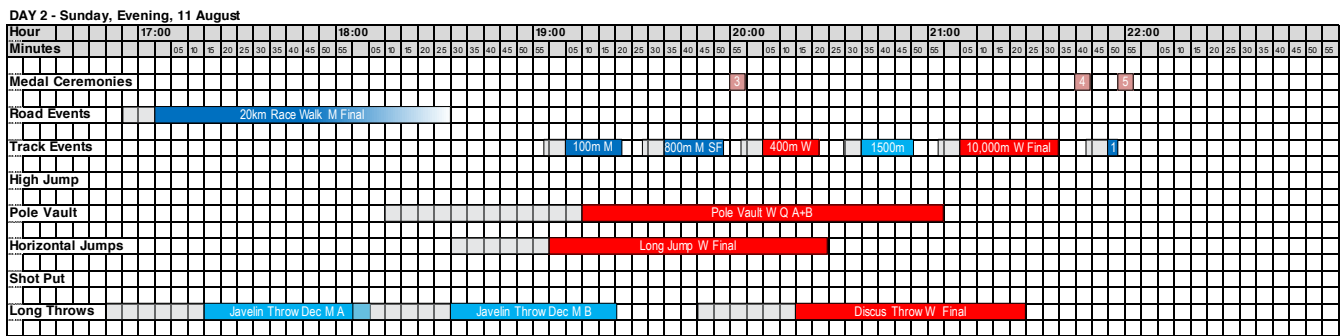 DAY 2 - Sunday, Evening, 11 August
Hour 17:00 18:00 19:00 20:00 21:00 22:00
Minutes 05 10 15 20 25 30 35 40 45 50 55 05 10 15 20 25 30 35 40 45 50 55 05 10 15 20 25 30 35 40 45 50 55 05 10 15 20 25 30 35 40 45 50 55 05 10 15 20 25 30 35 40 45 50 55 05 10 15 20 25 30 35 40 45 50 55
Medal Ceremonies 3 4 5
Road Events 20km Race Walk M Final
Track Events 100m M 800m M SF 400m W 1500m 10,000m W Final 1
High Jump
Pole Vault Pole Vault W Q A+B
Horizontal Jumps Long Jump W Final
Shot Put
Long Throws Javelin Throw Dec M A Javelin Throw Dec M B Discus Throw W Final